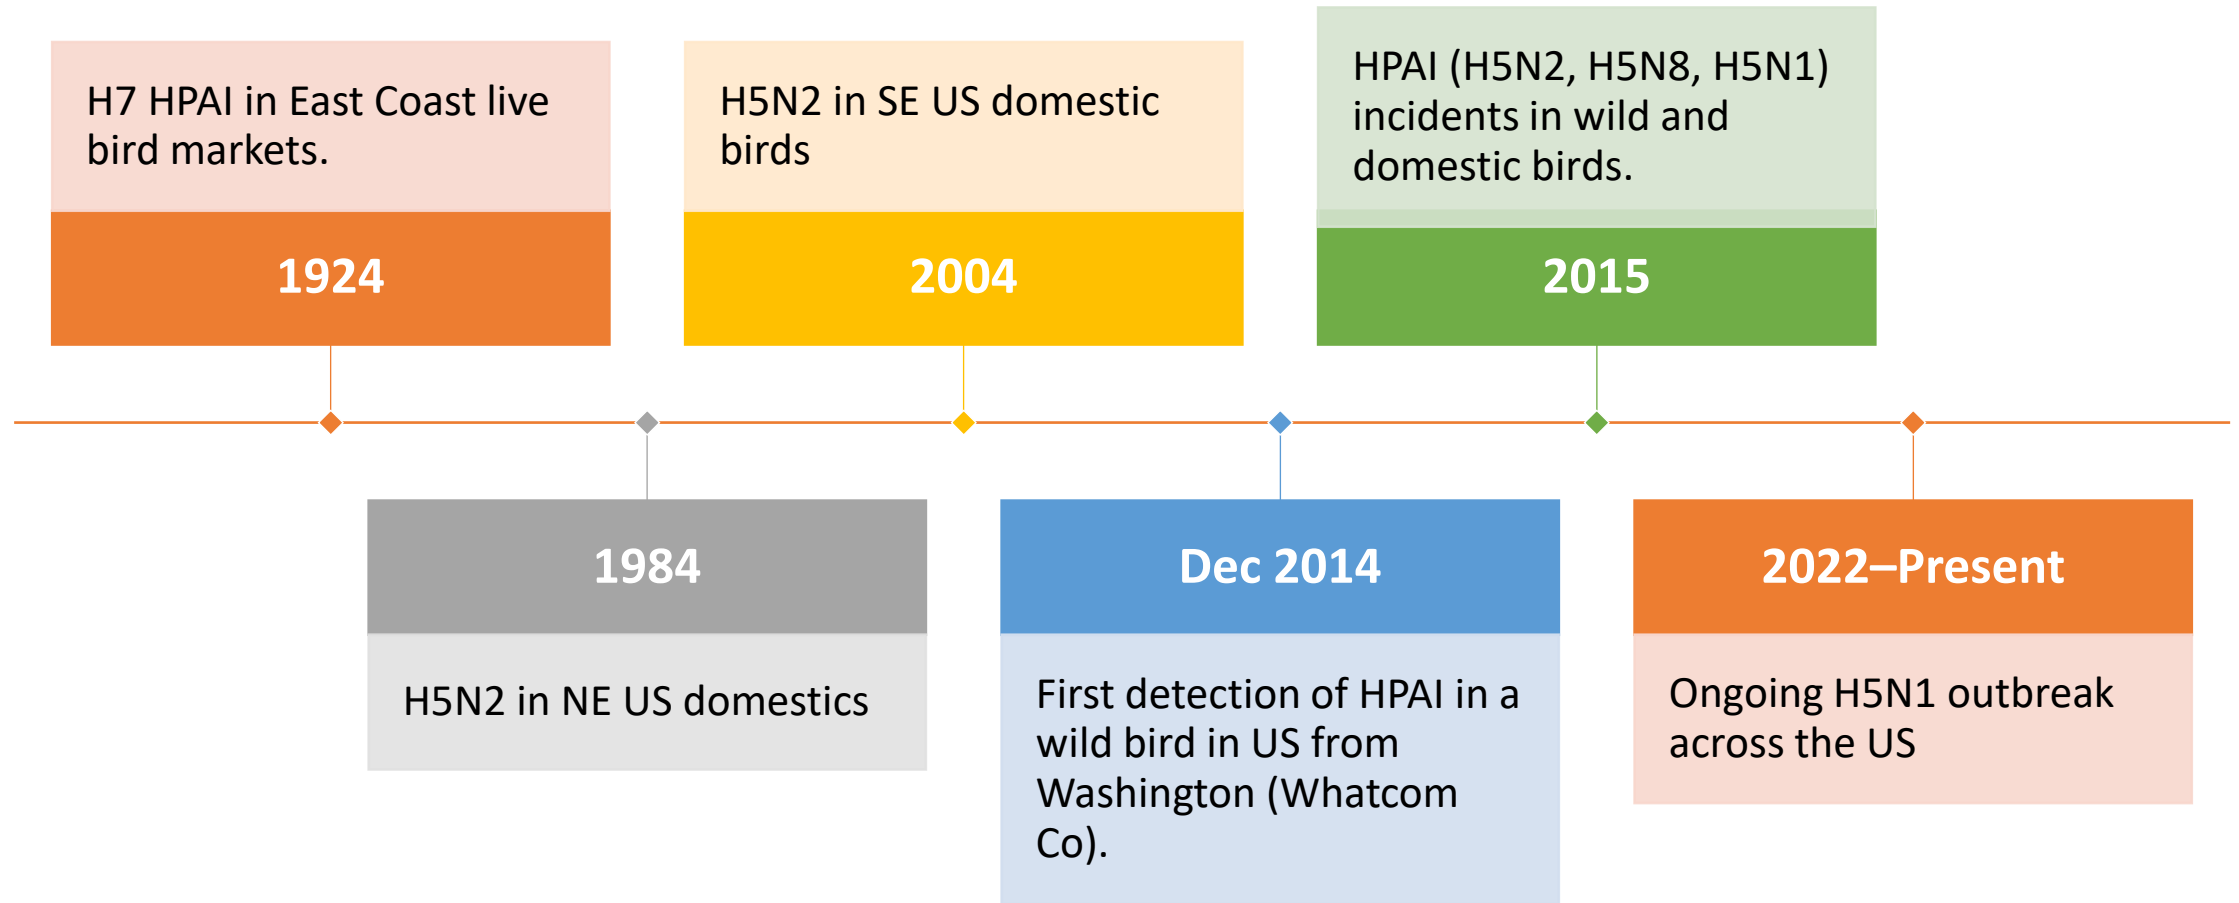 H7 HPAI in East Coast live
bird markets.
1924
1984
H5N2 in NE US domestics
H5N2 in SE US domestic
birds
2004
Dec 2014
First detection of HPAI in a
wild bird in US from
Washington (Whatcom
Co).
HPAI (H5N2, H5N8, H5N1)
incidents in wild and
domestic birds.
2015
2022–Present
Ongoing H5N1 outbreak
across the US